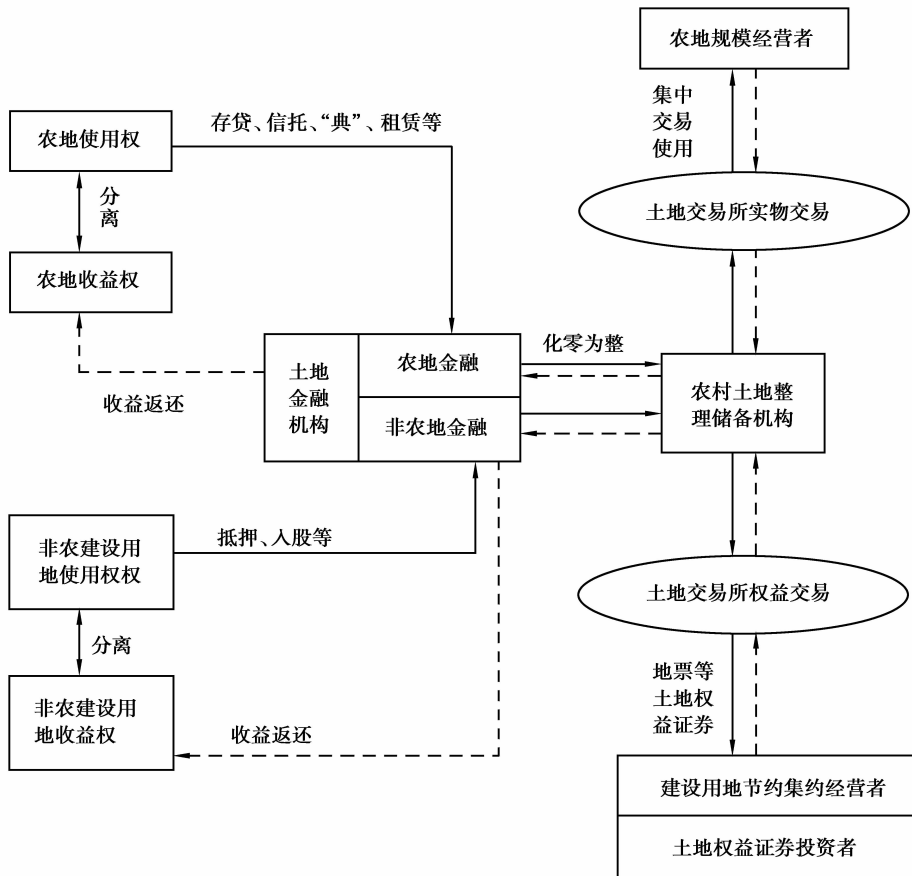 农地规模经营者
集中
交易
使用
存贷、信托、“典”、租赁等
农地使用权
分
离
土地交易所实物交易
农地收益权
土地
金融
机构
农地金融
非农地金融
化零为整
农村土地整
理储备机构
收益返还
抵押、入股等
非农建设用
地使用权权
分离
土地交易所权益交易
非农建设用
地收益权
收益返还
地票等
土地权
益证券
建设用地节约集约经营者
土地权益证券投资者